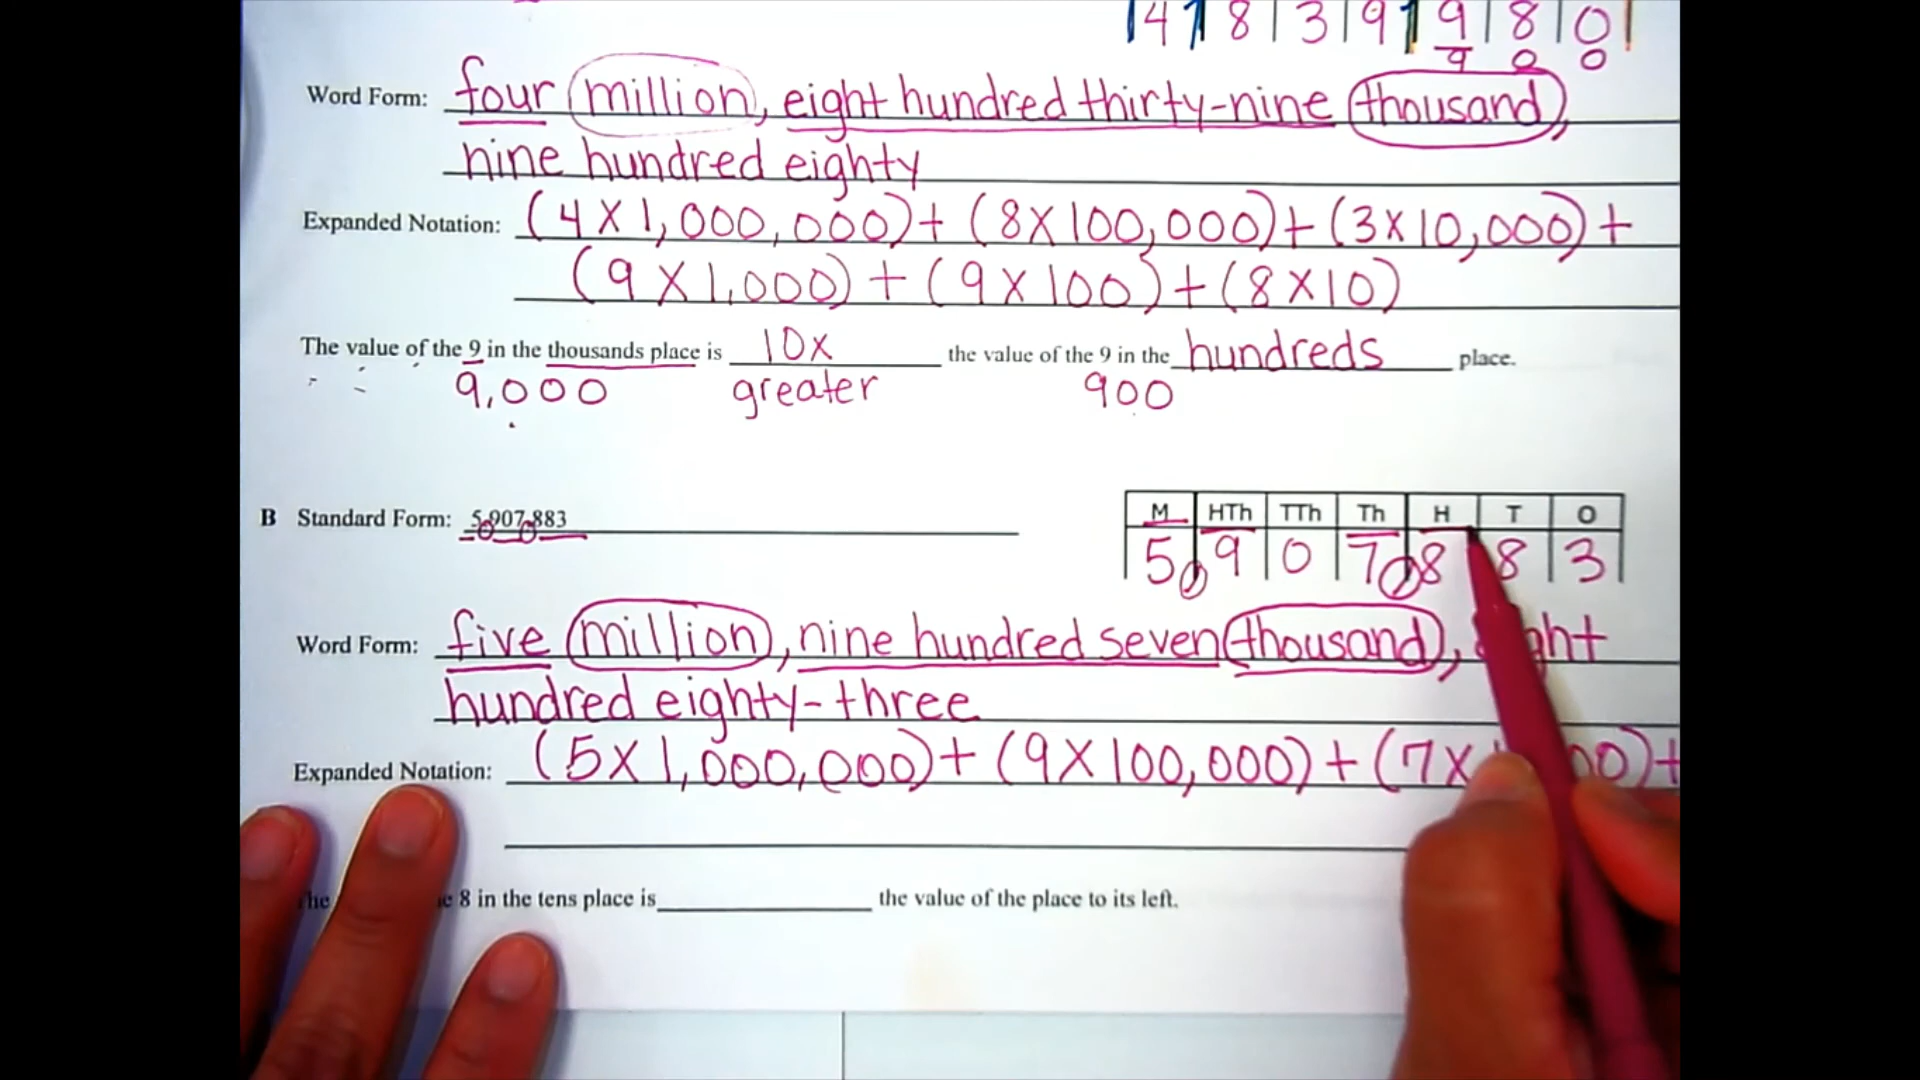 4 8 3 9 9 8 0
9 0 0
Word Form: four million, eight hundred thirty-nine thousand,
nine hundred eighty
Expanded Notation: (4 X 1,000,000) + (8 X 100,000) + (3 X 10,000) +
(9 X 1,000) + (9 X 100) + (8 X 10)
The value of the 9 in the thousands place is 10x the value of the 9 in the hundreds place.
9,000 greater 900
B Standard Form: 5,907,883
M HTh TTh Th H T O
5, 9 0 7, 8 8 3
Word Form: five million, nine hundred seven thousand,
hundred eighty-three
Expanded Notation: (5 X 1,000,000) + (9 X 100,000) + (7 X
8 in the tens place is the value of the place to its left.